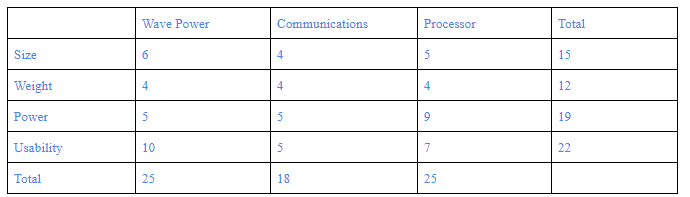 Wave Power Communications Processor Total
Size 6 4 5 15
Weight 4 4 4 12
Power 5 5 9 19
Usability 10 5 7 22
Total 25 18 25